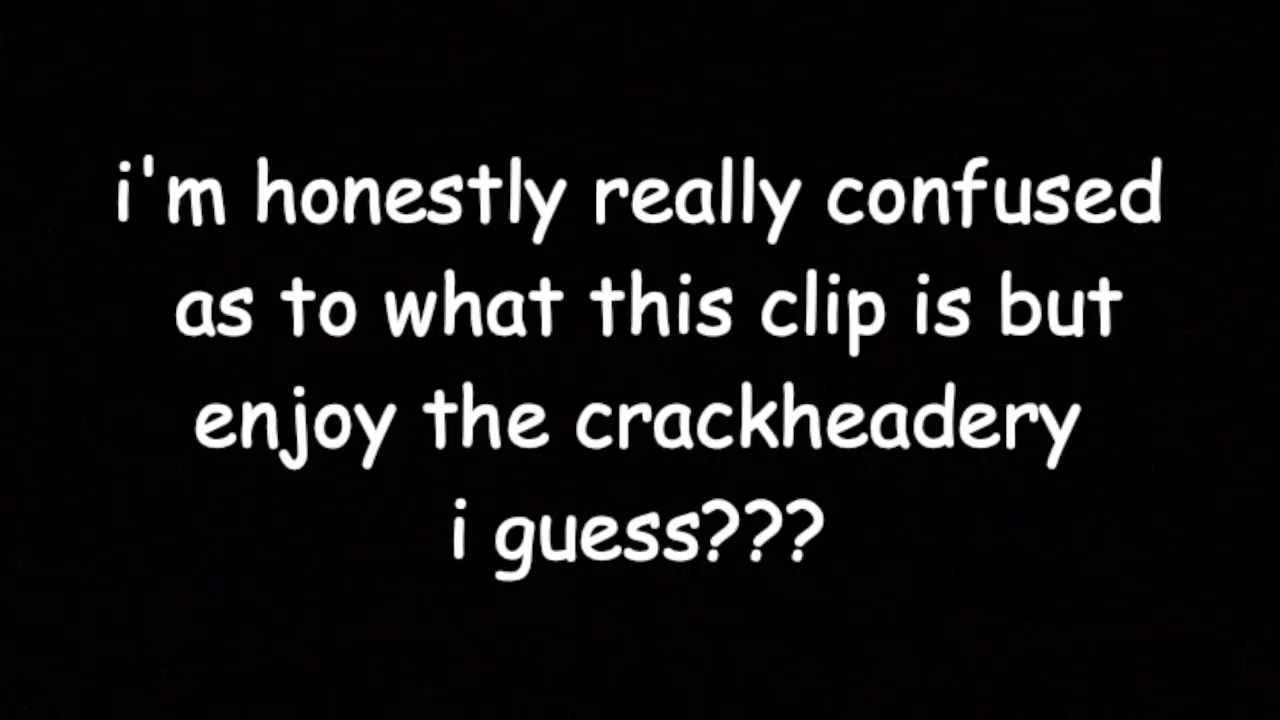 i'm honestly really confused
as to what this clip is but
enjoy the crackheadery
i guess???